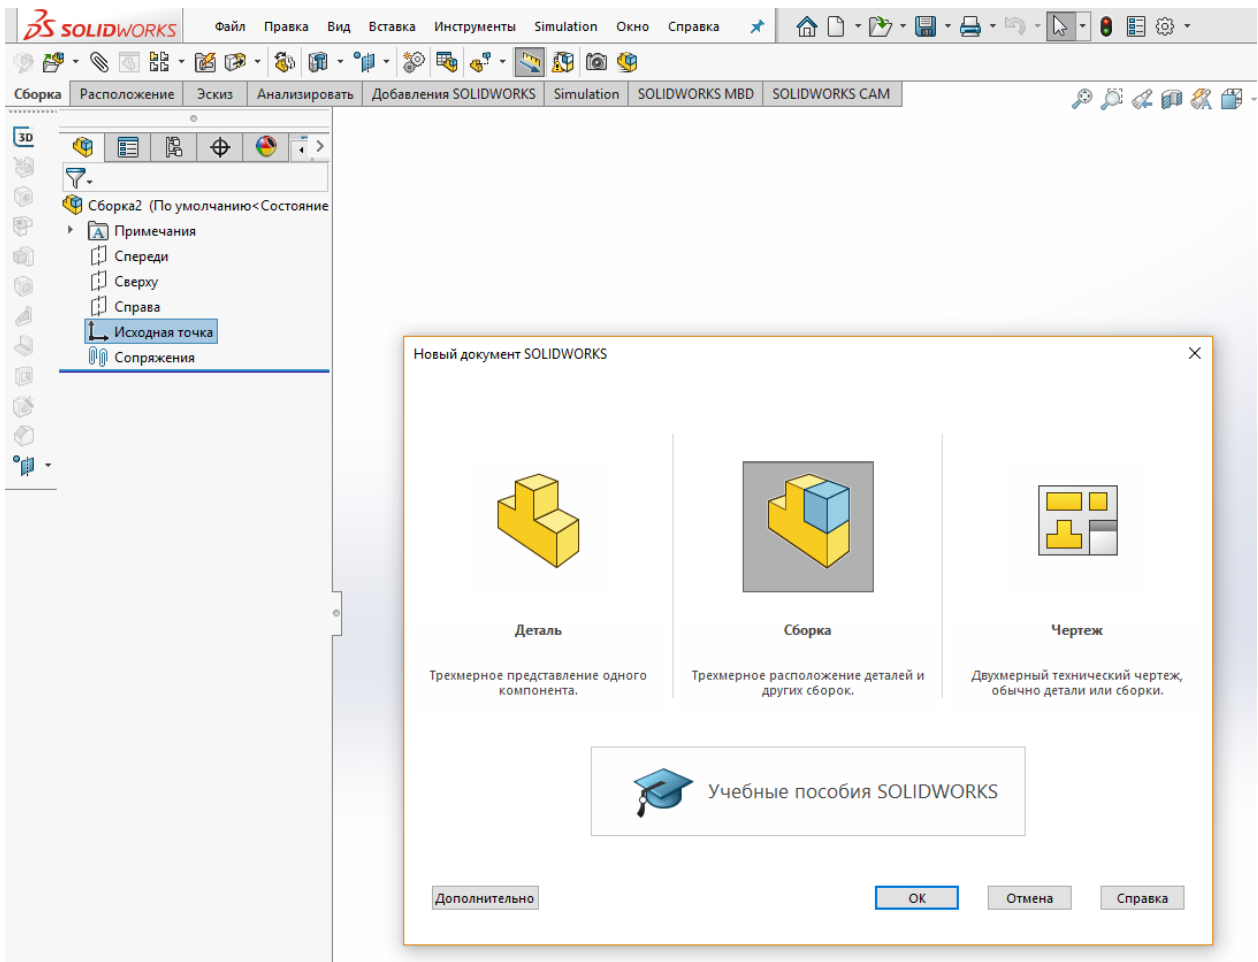 SOLIDWORKS Файл Правка Вид Вставка Инструменты Simulation Окно Справка
Сборка Расположение Эскиз Анализировать Добавления SOLIDWORKS Simulation SOLIDWORKS MBD SOLIDWORKS CAM
3D
Сборка2 (По умолчанию<Состояние
A Примечания
Спереди
Сверху
Справа
Исходная точка
Сопряжения
Новый документ SOLIDWORKS
Деталь
Трехмерное представление одного
компонента.
Сборка
Трехмерное расположение деталей и
других сборок.
Чертеж
Двухмерный технический чертеж,
обычно детали или сборки.
Учебные пособия SOLIDWORKS
Дополнительно OK Отмена Справка